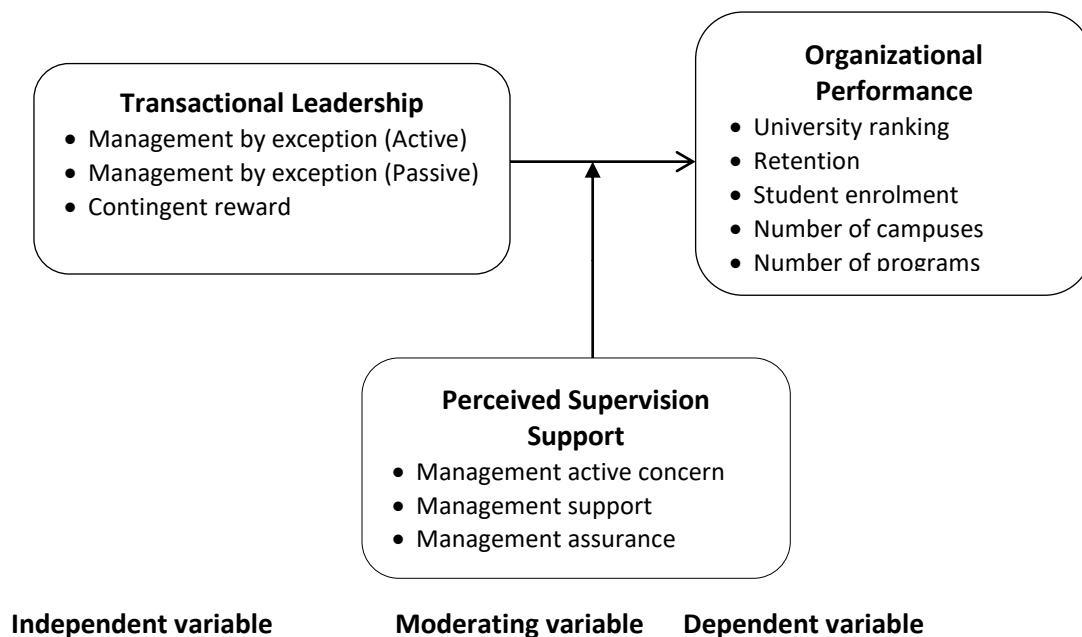 Transactional Leadership
• Management by exception (Active)
• Management by exception (Passive)
• Contingent reward
Organizational
Performance
• University ranking
• Retention
• Student enrolment
• Number of campuses
• Number of programs
Perceived Supervision
Support
• Management active concern
• Management support
• Management assurance
Independent variable Moderating variable Dependent variable